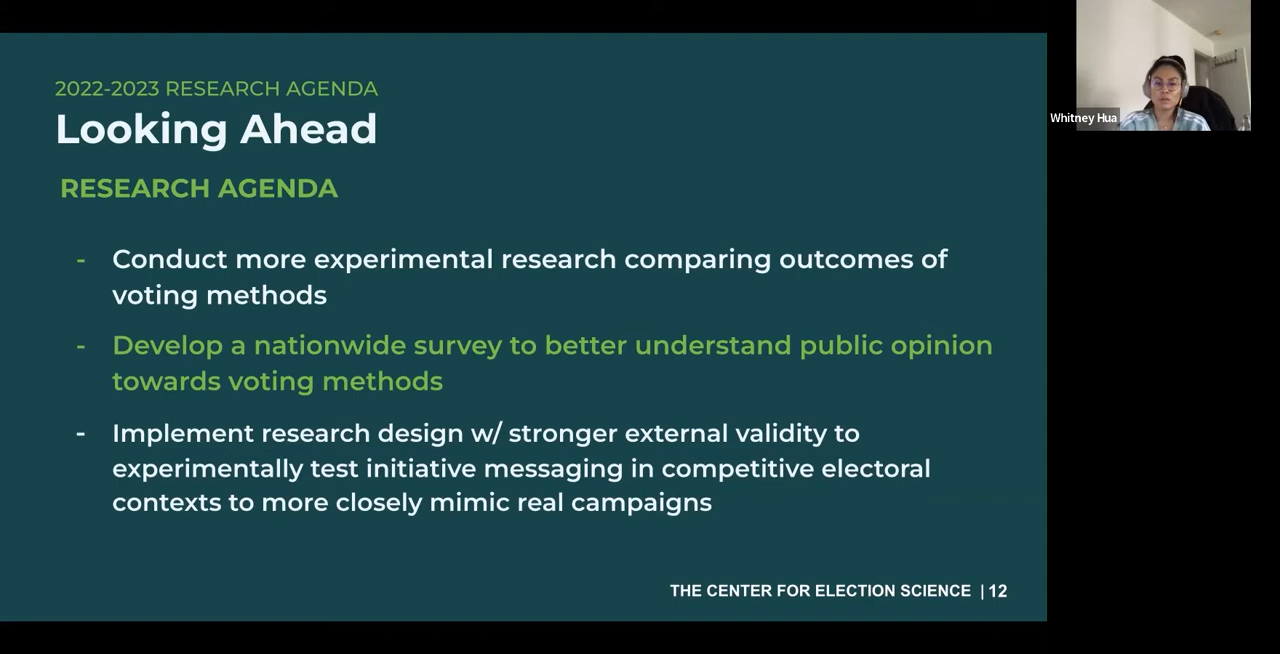 2022-2023 RESEARCH AGENDA
Looking Ahead
RESEARCH AGENDA
- Conduct more experimental research comparing outcomes of
voting methods
- Develop a nationwide survey to better understand public opinion
towards voting methods
- Implement research design w/ stronger external validity to
experimentally test initiative messaging in competitive electoral
contexts to more closely mimic real campaigns
THE CENTER FOR ELECTION SCIENCE | 12
Whitney Hua